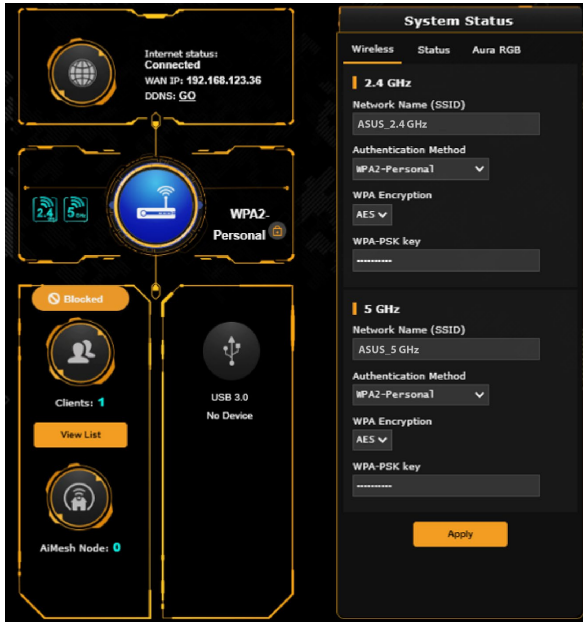 Internet status:
Connected
WAN IP: 192.168.123.36
DDNS: GO
2.4
5 GHz
WPA2-
Personal
Blocked
Clients: 1
View List
AiMesh Node: 0
USB 3.0
No Device
System Status
Wireless Status Aura RGB
2.4 GHz
Network Name (SSID)
ASUS_2.4 GHz
Authentication Method
WPA2-Personal
WPA Encryption
AES
WPA-PSK key
----------
5 GHz
Network Name (SSID)
ASUS_5 GHz
Authentication Method
WPA2-Personal
WPA Encryption
AES
WPA-PSK key
----------
Apply